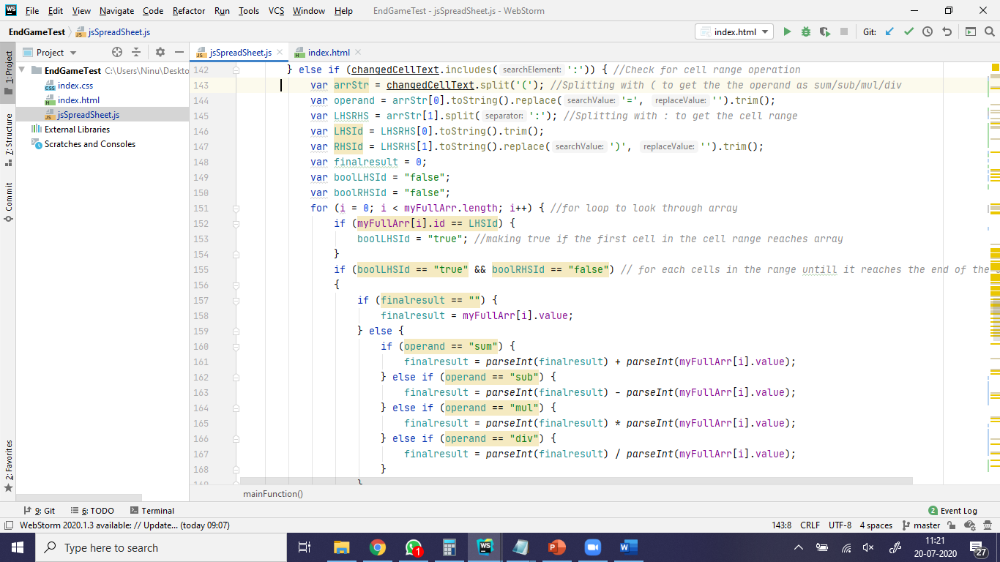 WS File Edit View Navigate Code Refactor Run Tools VCS Window Help EndGameTest - jsSpreadSheet.js - WebStorm
EndGameTest jsSpreadSheet.js index.html Git:
Project jsSpreadSheet.js index.html
1: Project
7: Structure
Commit
2: Favorites
EndGameTest C:\Users\Ninu\Deskto
index.css
index.html
jsSpreadSheet.js
External Libraries
Scratches and Consoles
142 } else if (changedCellText.includes( searchElement: ':')) { //Check for cell range operation
143 var arrStr = changedCellText.split('('); //Splitting with ( to get the the operand as sum/sub/mul/div
144 var operand = arrStr[0].toString().replace( searchValue: '=', replaceValue: '').trim();
145 var LHSRHS = arrStr[1].split( separator: ':'); //Splitting with : to get the cell range
146 var LHSId = LHSRHS[0].toString().trim();
147 var RHSId = LHSRHS[1].toString().replace( searchValue: ')', replaceValue: '').trim();
148 var finalresult = 0;
149 var boolLHSId = "false";
150 var boolRHSId = "false";
151 for (i = 0; i < myFullArr.length; i++) { //for loop to look through array
152 if (myFullArr[i].id == LHSId) {
153 boolLHSId = "true"; //making true if the first cell in the cell range reaches array
154 }
155 if (boolLHSId == "true" && boolRHSId == "false") // for each cells in the range untill it reaches the end of the
156 {
157 if (finalresult == "") {
158 finalresult = myFullArr[i].value;
159 } else {
160 if (operand == "sum") {
161 finalresult = parseInt(finalresult) + parseInt(myFullArr[i].value);
162 } else if (operand == "sub") {
163 finalresult = parseInt(finalresult) - parseInt(myFullArr[i].value);
164 } else if (operand == "mul") {
165 finalresult = parseInt(finalresult) * parseInt(myFullArr[i].value);
166 } else if (operand == "div") {
167 finalresult = parseInt(finalresult) / parseInt(myFullArr[i].value);
168 }
169 }
mainFunction()
9: Git 6: TODO Terminal 2 Event Log
WebStorm 2020.1.3 available: // Update... (today 09:07) 143:8 CRLF UTF-8 4 spaces master
Type here to search 1 WS 11:21
20-07-2020 27